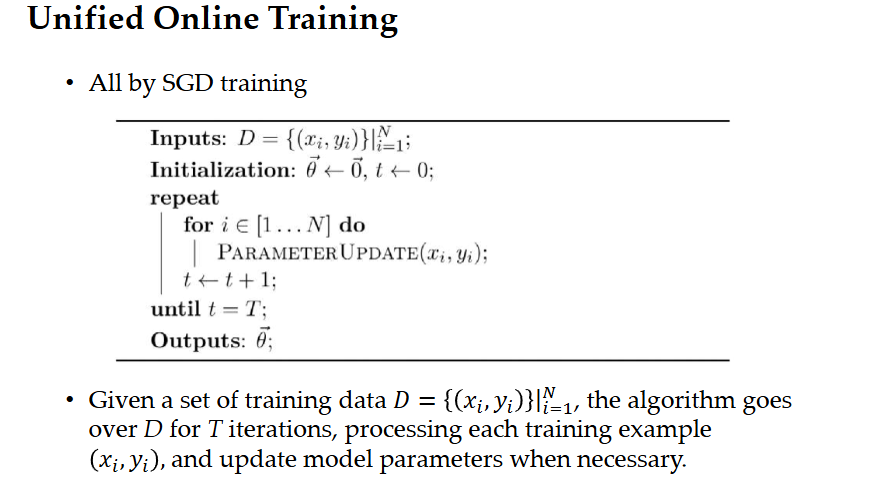 Unified Online Training
• All by SGD training
Inputs: D = {(xᵢ, yᵢ)}|ᴺᵢ₌₁;
Initialization: θ⃗ ← 0⃗, t ← 0;
repeat
for i ∈ [1 . . . N] do
PARAMETERUPDATE(xᵢ, yᵢ);
t ← t + 1;
until t = T;
Outputs: θ⃗;
• Given a set of training data D = {(xᵢ, yᵢ)}|ᴺᵢ₌₁, the algorithm goes
over D for T iterations, processing each training example
(xᵢ, yᵢ), and update model parameters when necessary.